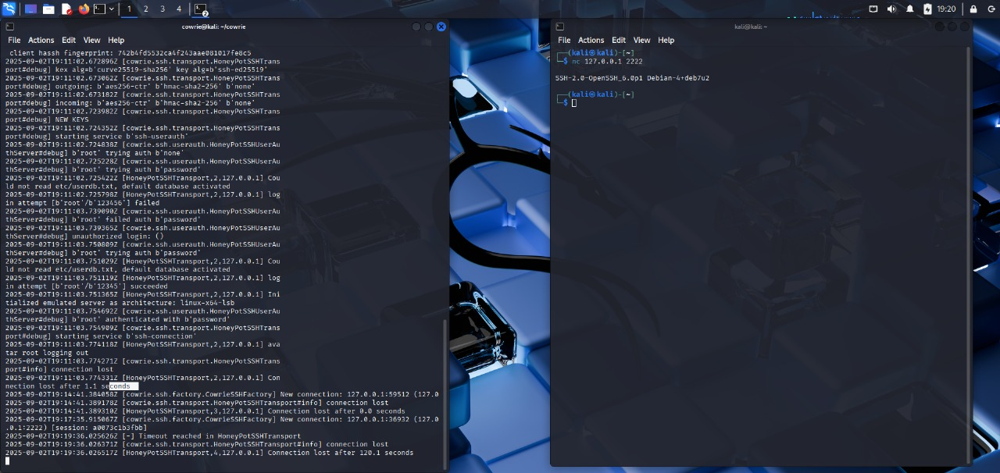 1 2 3 4
2
19:20
cowrie@kali: ~/cowrie
File Actions Edit View Help
client hassh fingerprint: 742b4fd5532ca4f243aae081017fe8c5
2025-09-02T19:11:02.672896Z [cowrie.ssh.transport.HoneyPotSSHTrans
port#debug] kex alg=b'curve25519-sha256' key alg=b'ssh-ed25519'
2025-09-02T19:11:02.673062Z [cowrie.ssh.transport.HoneyPotSSHTrans
port#debug] outgoing: b'aes256-ctr' b'hmac-sha2-256' b'none'
2025-09-02T19:11:02.673182Z [cowrie.ssh.transport.HoneyPotSSHTrans
port#debug] incoming: b'aes256-ctr' b'hmac-sha2-256' b'none'
2025-09-02T19:11:02.723982Z [cowrie.ssh.transport.HoneyPotSSHTrans
port#debug] NEW KEYS
2025-09-02T19:11:02.724352Z [cowrie.ssh.transport.HoneyPotSSHTrans
port#debug] starting service b'ssh-userauth'
2025-09-02T19:11:02.724838Z [cowrie.ssh.userauth.HoneyPotSSHUserAu
thServer#debug] b'root' trying auth b'none'
2025-09-02T19:11:02.725228Z [cowrie.ssh.userauth.HoneyPotSSHUserAu
thServer#debug] b'root' trying auth b'password'
2025-09-02T19:11:02.725422Z [HoneyPotSSHTransport,2,127.0.0.1] Cou
ld not read etc/userdb.txt, default database activated
2025-09-02T19:11:02.725798Z [HoneyPotSSHTransport,2,127.0.0.1] log
in attempt [b'root'/b'123456'] failed
2025-09-02T19:11:03.739090Z [cowrie.ssh.userauth.HoneyPotSSHUserAu
thServer#debug] b'root' failed auth b'password'
2025-09-02T19:11:03.739365Z [cowrie.ssh.userauth.HoneyPotSSHUserAu
thServer#debug] unauthorized login: ()
2025-09-02T19:11:03.750809Z [cowrie.ssh.userauth.HoneyPotSSHUserAu
thServer#debug] b'root' trying auth b'password'
2025-09-02T19:11:03.751029Z [HoneyPotSSHTransport,2,127.0.0.1] Cou
ld not read etc/userdb.txt, default database activated
2025-09-02T19:11:03.751119Z [HoneyPotSSHTransport,2,127.0.0.1] log
in attempt [b'root'/b'12345'] succeeded
2025-09-02T19:11:03.751365Z [HoneyPotSSHTransport,2,127.0.0.1] Ini
tialized emulated server as architecture: linux-x64-lsb
2025-09-02T19:11:03.754692Z [cowrie.ssh.userauth.HoneyPotSSHUserAu
thServer#debug] b'root' authenticated with b'password'
2025-09-02T19:11:03.754909Z [cowrie.ssh.transport.HoneyPotSSHTrans
port#debug] starting service b'ssh-connection'
2025-09-02T19:11:03.774118Z [HoneyPotSSHTransport,2,127.0.0.1] ava
tar root logging out
2025-09-02T19:11:03.774271Z [cowrie.ssh.transport.HoneyPotSSHTrans
port#info] connection lost
2025-09-02T19:11:03.774331Z [HoneyPotSSHTransport,2,127.0.0.1] Con
nection lost after 1.1 seconds
2025-09-02T19:14:41.384058Z [cowrie.ssh.factory.CowrieSSHFactory] New connection: 127.0.0.1:59512 (127.0
2025-09-02T19:14:41.389178Z [cowrie.ssh.transport.HoneyPotSSHTransport#info] connection lost
2025-09-02T19:14:41.389310Z [HoneyPotSSHTransport,3,127.0.0.1] Connection lost after 0.0 seconds
2025-09-02T19:17:35.915067Z [cowrie.ssh.factory.CowrieSSHFactory] New connection: 127.0.0.1:36932 (127.0
.0.1:2222) [session: a0073c1b3fbb]
2025-09-02T19:19:36.025626Z [-] Timeout reached in HoneyPotSSHTransport
2025-09-02T19:19:36.026371Z [cowrie.ssh.transport.HoneyPotSSHTransport#info] connection lost
2025-09-02T19:19:36.026517Z [HoneyPotSSHTransport,4,127.0.0.1] Connection lost after 120.1 seconds
kali@kali: ~
File Actions Edit View Help
┌──(kali㉿kali)-[~]
└─$ nc 127.0.0.1 2222
SSH-2.0-OpenSSH_6.0p1 Debian-4+deb7u2
┌──(kali㉿kali)-[~]
└─$